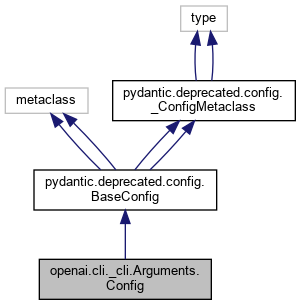 type
metaclass
pydantic.deprecated.config.
_ConfigMetaclass
pydantic.deprecated.config.
BaseConfig
openai.cli._cli.Arguments.
Config